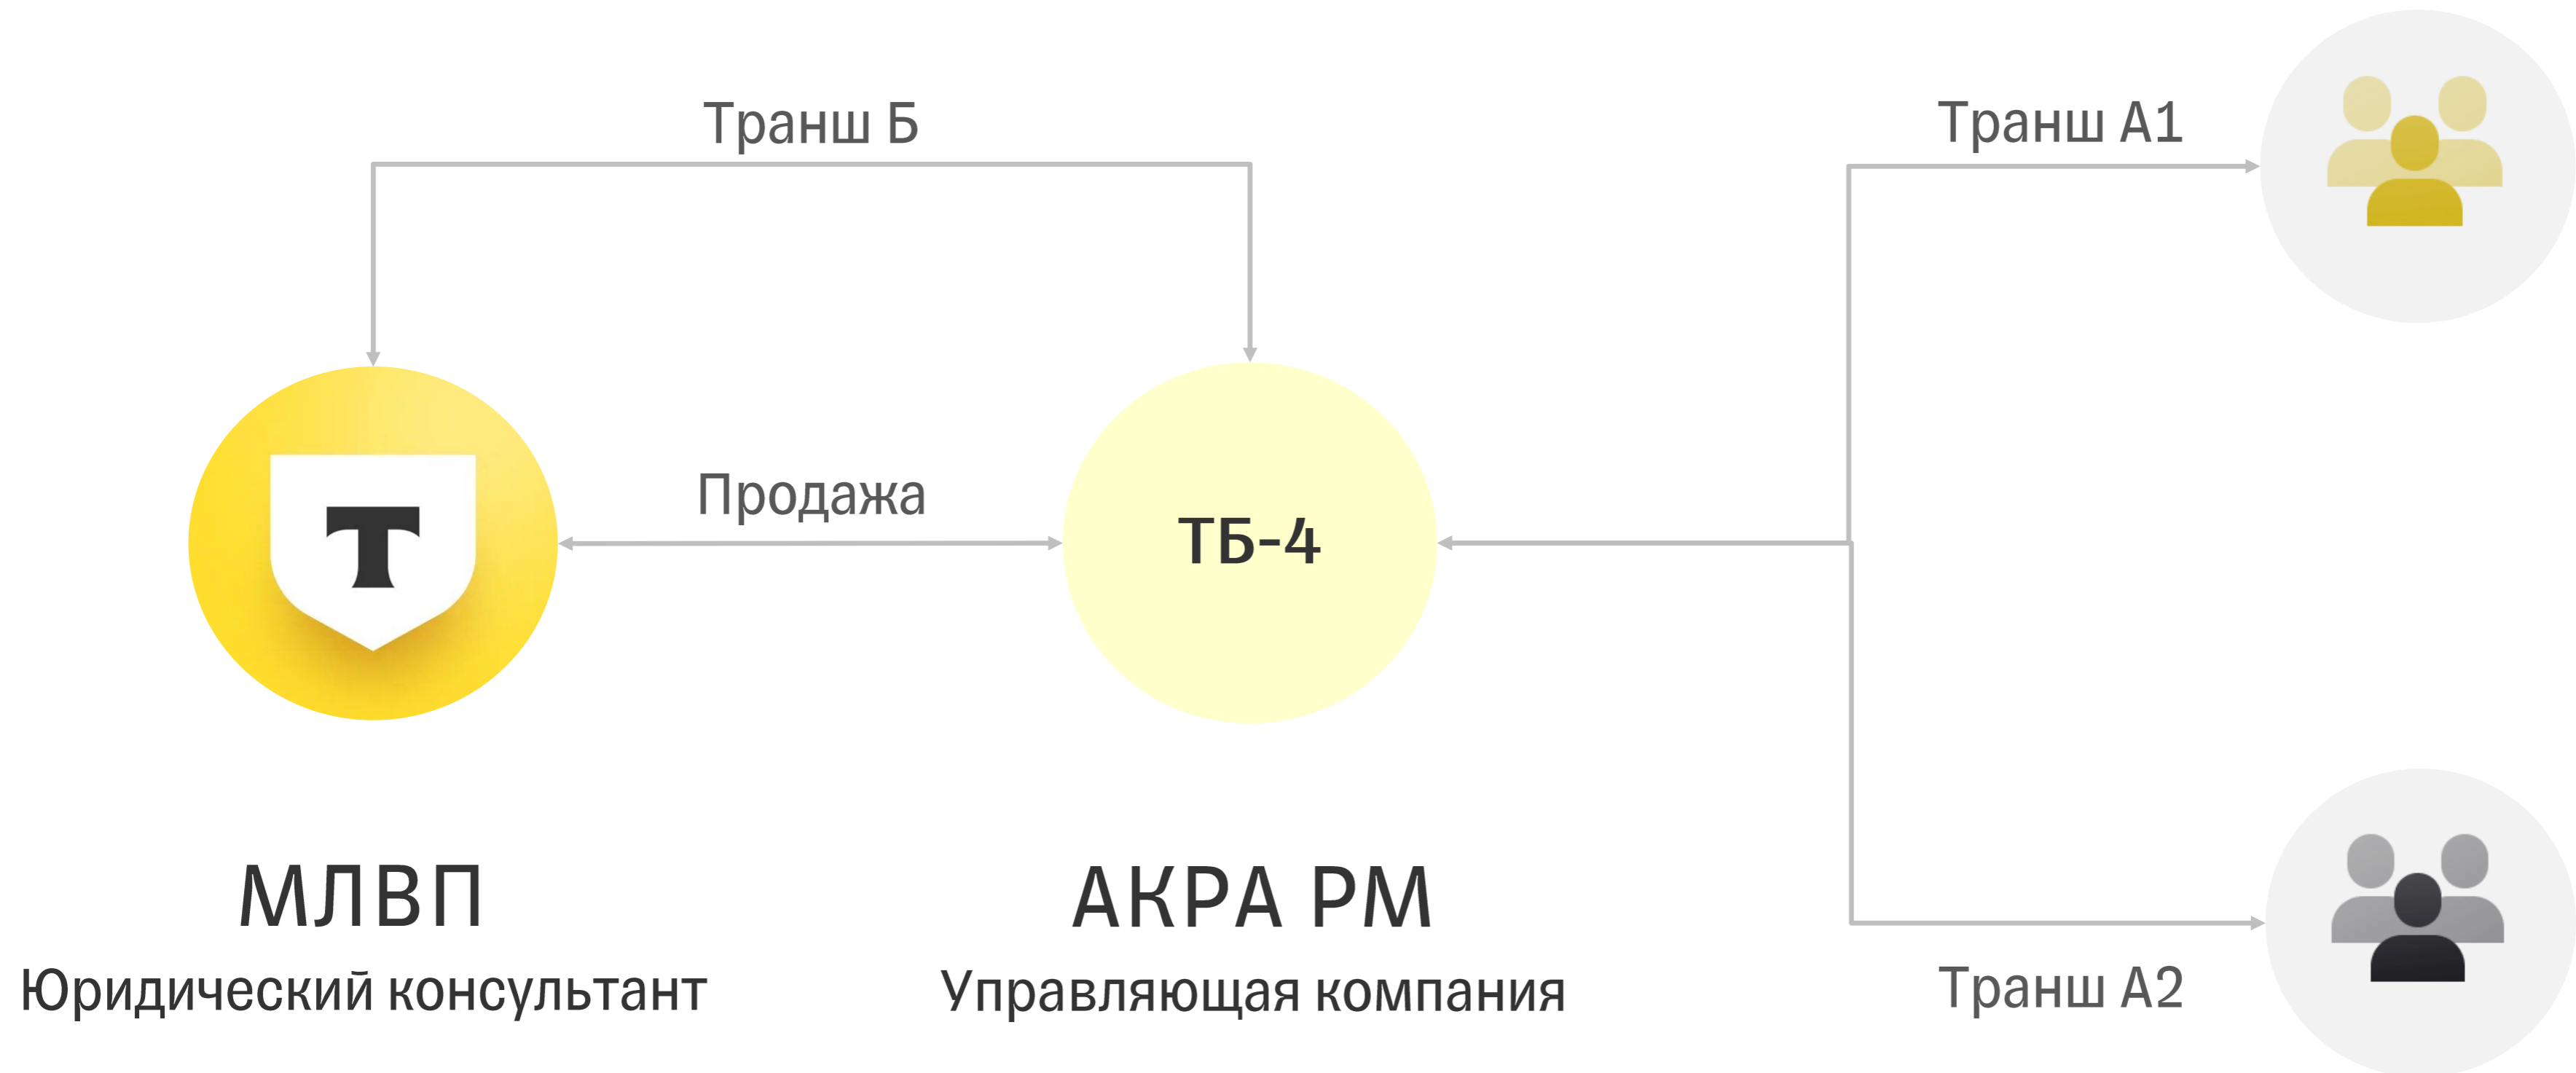 Транш Б
Транш А1
Продажа
Т
ТБ-4
МЛВП
Юридический консультант
АКРА РМ
Управляющая компания
Транш А2